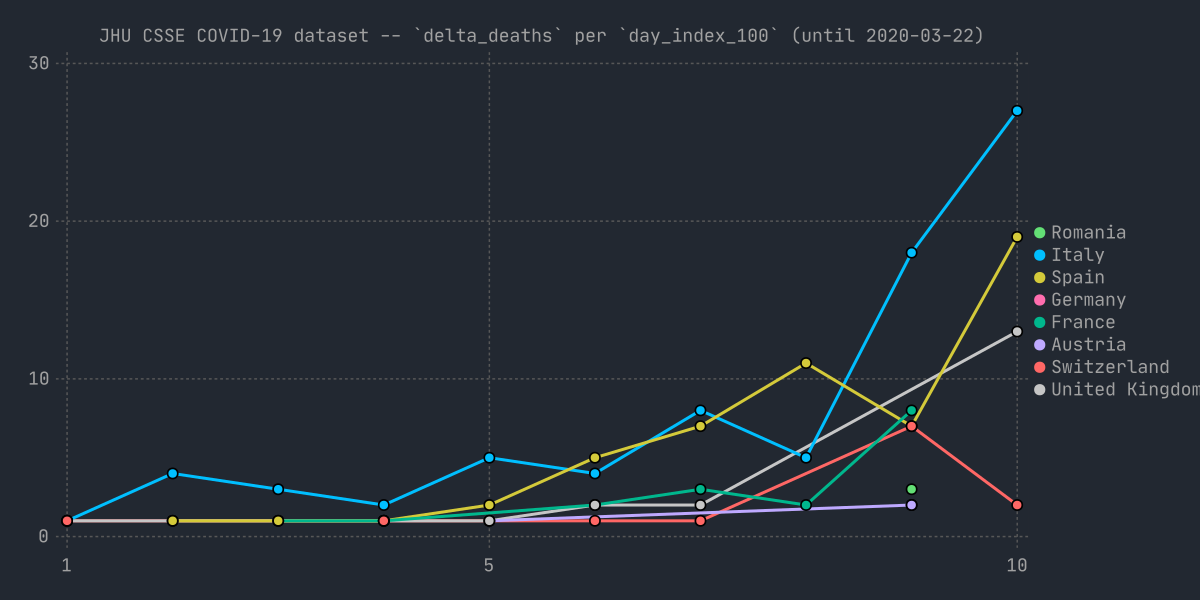 JHU CSSE COVID-19 dataset -- `delta_deaths` per `day_index_100` (until 2020-03-22)
30
20
10
0
1 5 10
Romania
Italy
Spain
Germany
France
Austria
Switzerland
United Kingdom